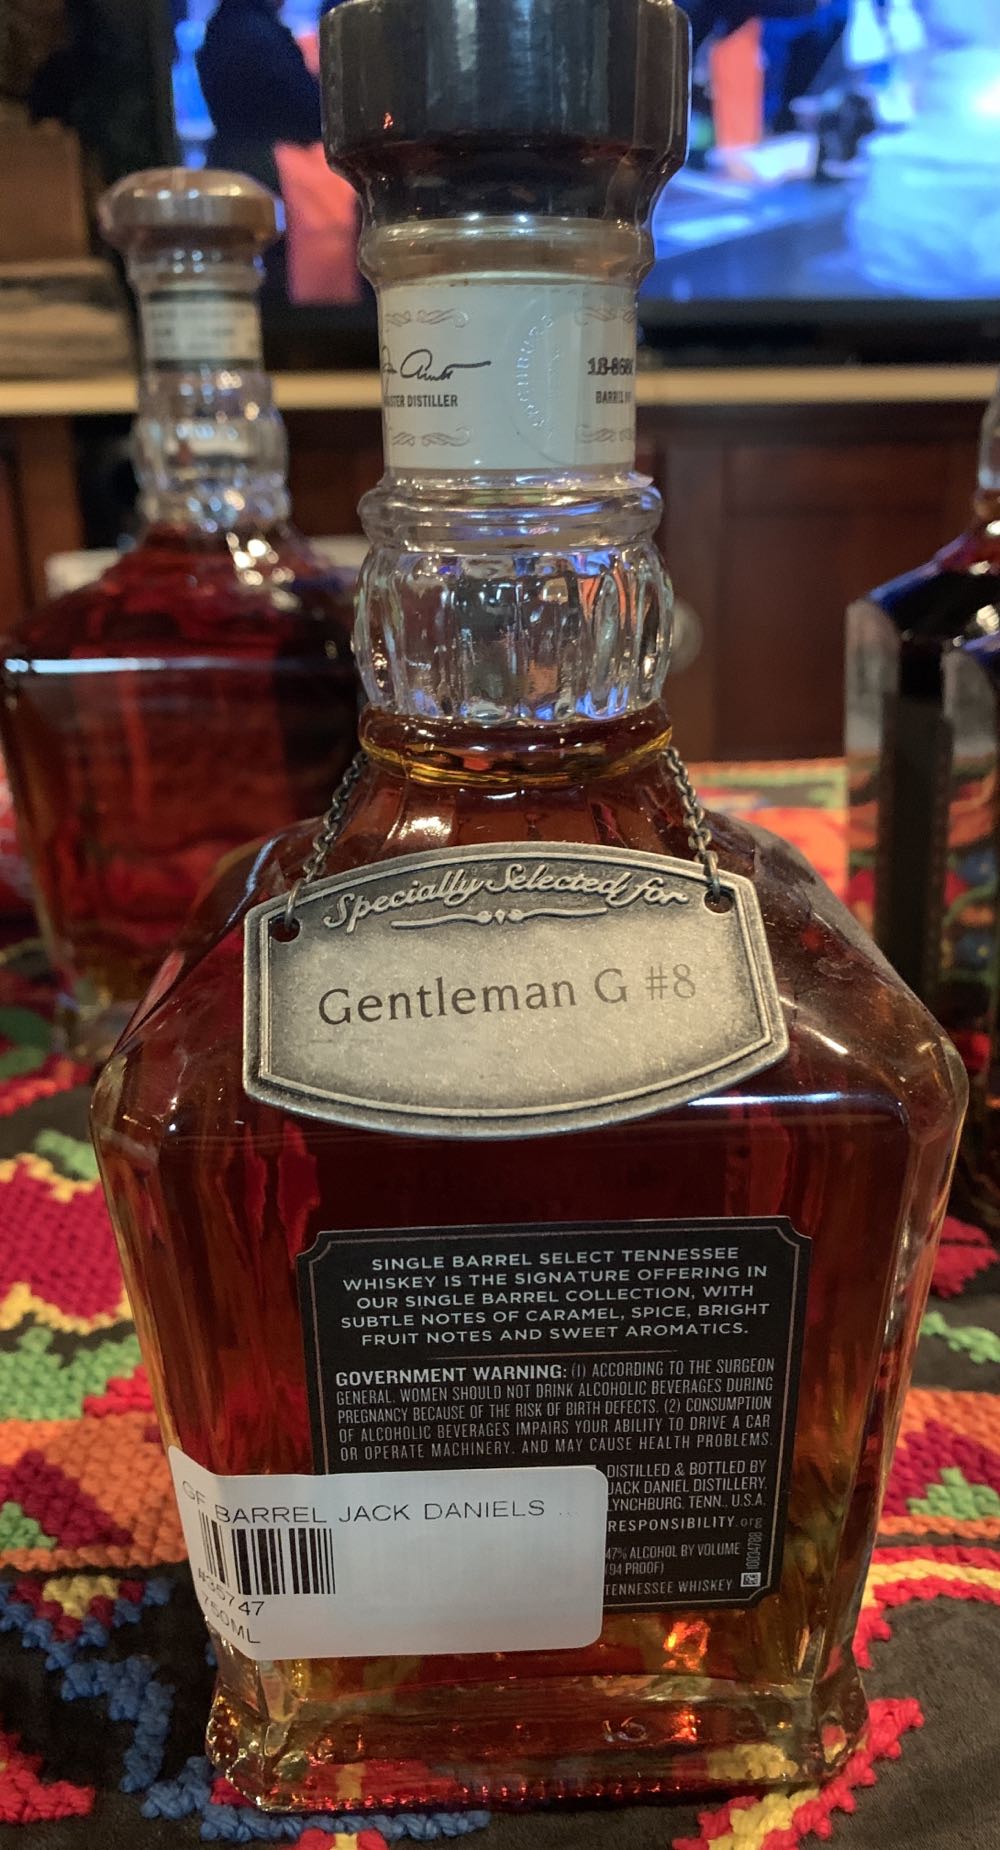 MASTER DISTILLER
BARREL
Specially Selected for
Gentleman G #8
SINGLE BARREL SELECT TENNESSEE
WHISKEY IS THE SIGNATURE OFFERING IN
OUR SINGLE BARREL COLLECTION, WITH
SUBTLE NOTES OF CARAMEL, SPICE, BRIGHT
FRUIT NOTES AND SWEET AROMATICS.
GOVERNMENT WARNING: (1) ACCORDING TO THE SURGEON
GENERAL, WOMEN SHOULD NOT DRINK ALCOHOLIC BEVERAGES DURING
PREGNANCY BECAUSE OF THE RISK OF BIRTH DEFECTS. (2) CONSUMPTION
OF ALCOHOLIC BEVERAGES IMPAIRS YOUR ABILITY TO DRIVE A CAR
OR OPERATE MACHINERY, AND MAY CAUSE HEALTH PROBLEMS.
DISTILLED & BOTTLED BY
JACK DANIEL DISTILLERY,
LYNCHBURG, TENN., U.S.A.
RESPONSIBILITY.org
47% ALCOHOL BY VOLUME
(94 PROOF)
TENNESSEE WHISKEY
GF BARREL JACK DANIELS ...
#35747
750ML